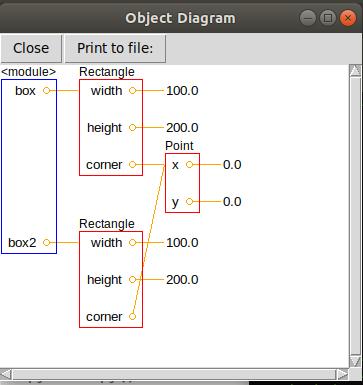 Object Diagram
Close Print to file:
<module> Rectangle
box width 100.0
height 200.0
Point
corner x 0.0
y 0.0
Rectangle
box2 width 100.0
height 200.0
corner